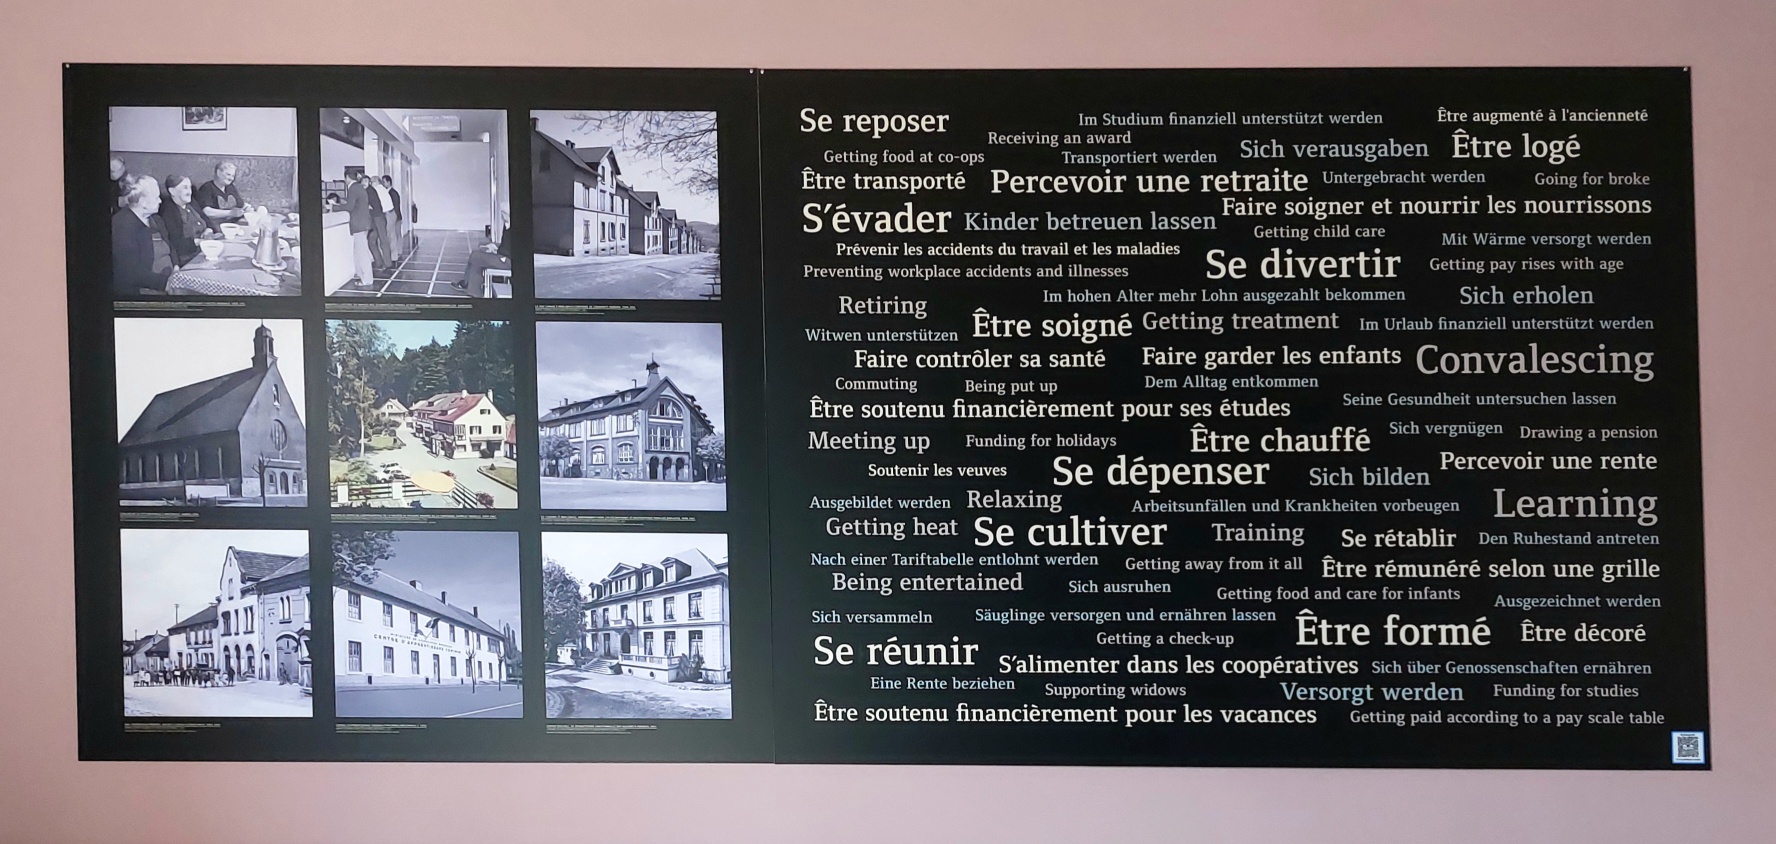 Se reposer
Im Studium finanziell unterstützt werden
Être augmenté à l'ancienneté
Receiving an award
Getting food at co-ops
Transportiert werden
Sich verausgaben
Être logé
Être transporté
Percevoir une retraite
Untergebracht werden
Going for broke
S'évader
Kinder betreuen lassen
Faire soigner et nourrir les nourrissons
Getting child care
Prévenir les accidents du travail et les maladies
Mit Wärme versorgt werden
Preventing workplace accidents and illnesses
Se divertir
Getting pay rises with age
Retiring
Im hohen Alter mehr Lohn ausgezahlt bekommen
Sich erholen
Witwen unterstützen
Être soigné
Getting treatment
Im Urlaub finanziell unterstützt werden
Faire contrôler sa santé
Faire garder les enfants
Convalescing
Commuting
Being put up
Dem Alltag entkommen
Être soutenu financièrement pour ses études
Seine Gesundheit untersuchen lassen
Meeting up
Funding for holidays
Être chauffé
Sich vergnügen
Drawing a pension
Soutenir les veuves
Se dépenser
Sich bilden
Percevoir une rente
Ausgebildet werden
Relaxing
Arbeitsunfällen und Krankheiten vorbeugen
Learning
Getting heat
Se cultiver
Training
Se rétablir
Den Ruhestand antreten
Nach einer Tariftabelle entlohnt werden
Getting away from it all
Être rémunéré selon une grille
Being entertained
Sich ausruhen
Getting food and care for infants
Ausgezeichnet werden
Sich versammeln
Säuglinge versorgen und ernähren lassen
Être formé
Être décoré
Se réunir
Getting a check-up
S'alimenter dans les coopératives
Sich über Genossenschaften ernähren
Eine Rente beziehen
Supporting widows
Versorgt werden
Funding for studies
Être soutenu financièrement pour les vacances
Getting paid according to a pay scale table